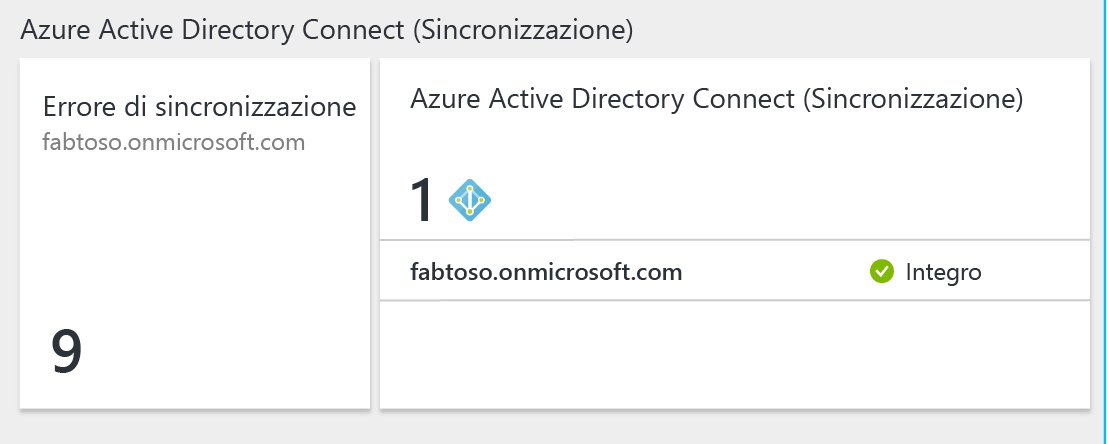 Azure Active Directory Connect (Sincronizzazione)
Errore di sincronizzazione
fabtoso.onmicrosoft.com
9
Azure Active Directory Connect (Sincronizzazione)
1
fabtoso.onmicrosoft.com Integro